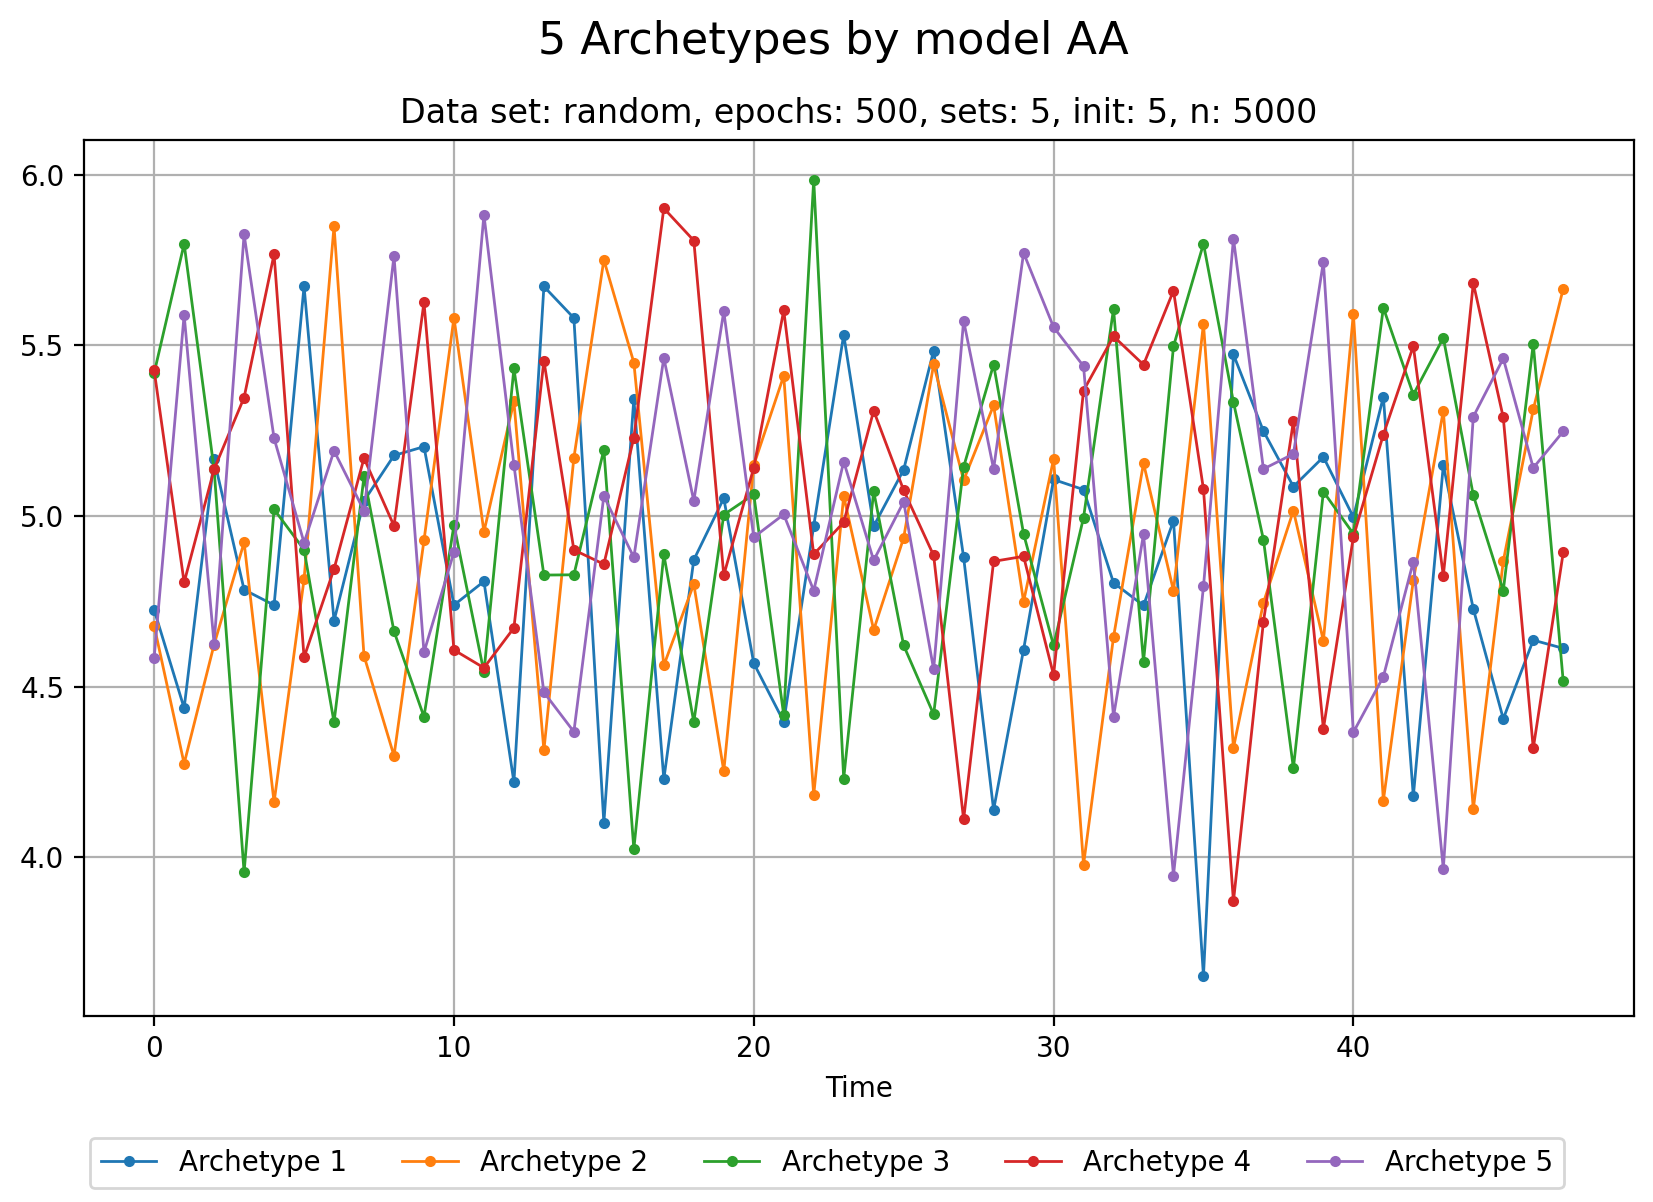 5 Archetypes by model AA
Data set: random, epochs: 500, sets: 5, init: 5, n: 5000
6.0
5.5
5.0
4.5
4.0
0 10 20 30 40
Time
Archetype 1 Archetype 2 Archetype 3 Archetype 4 Archetype 5